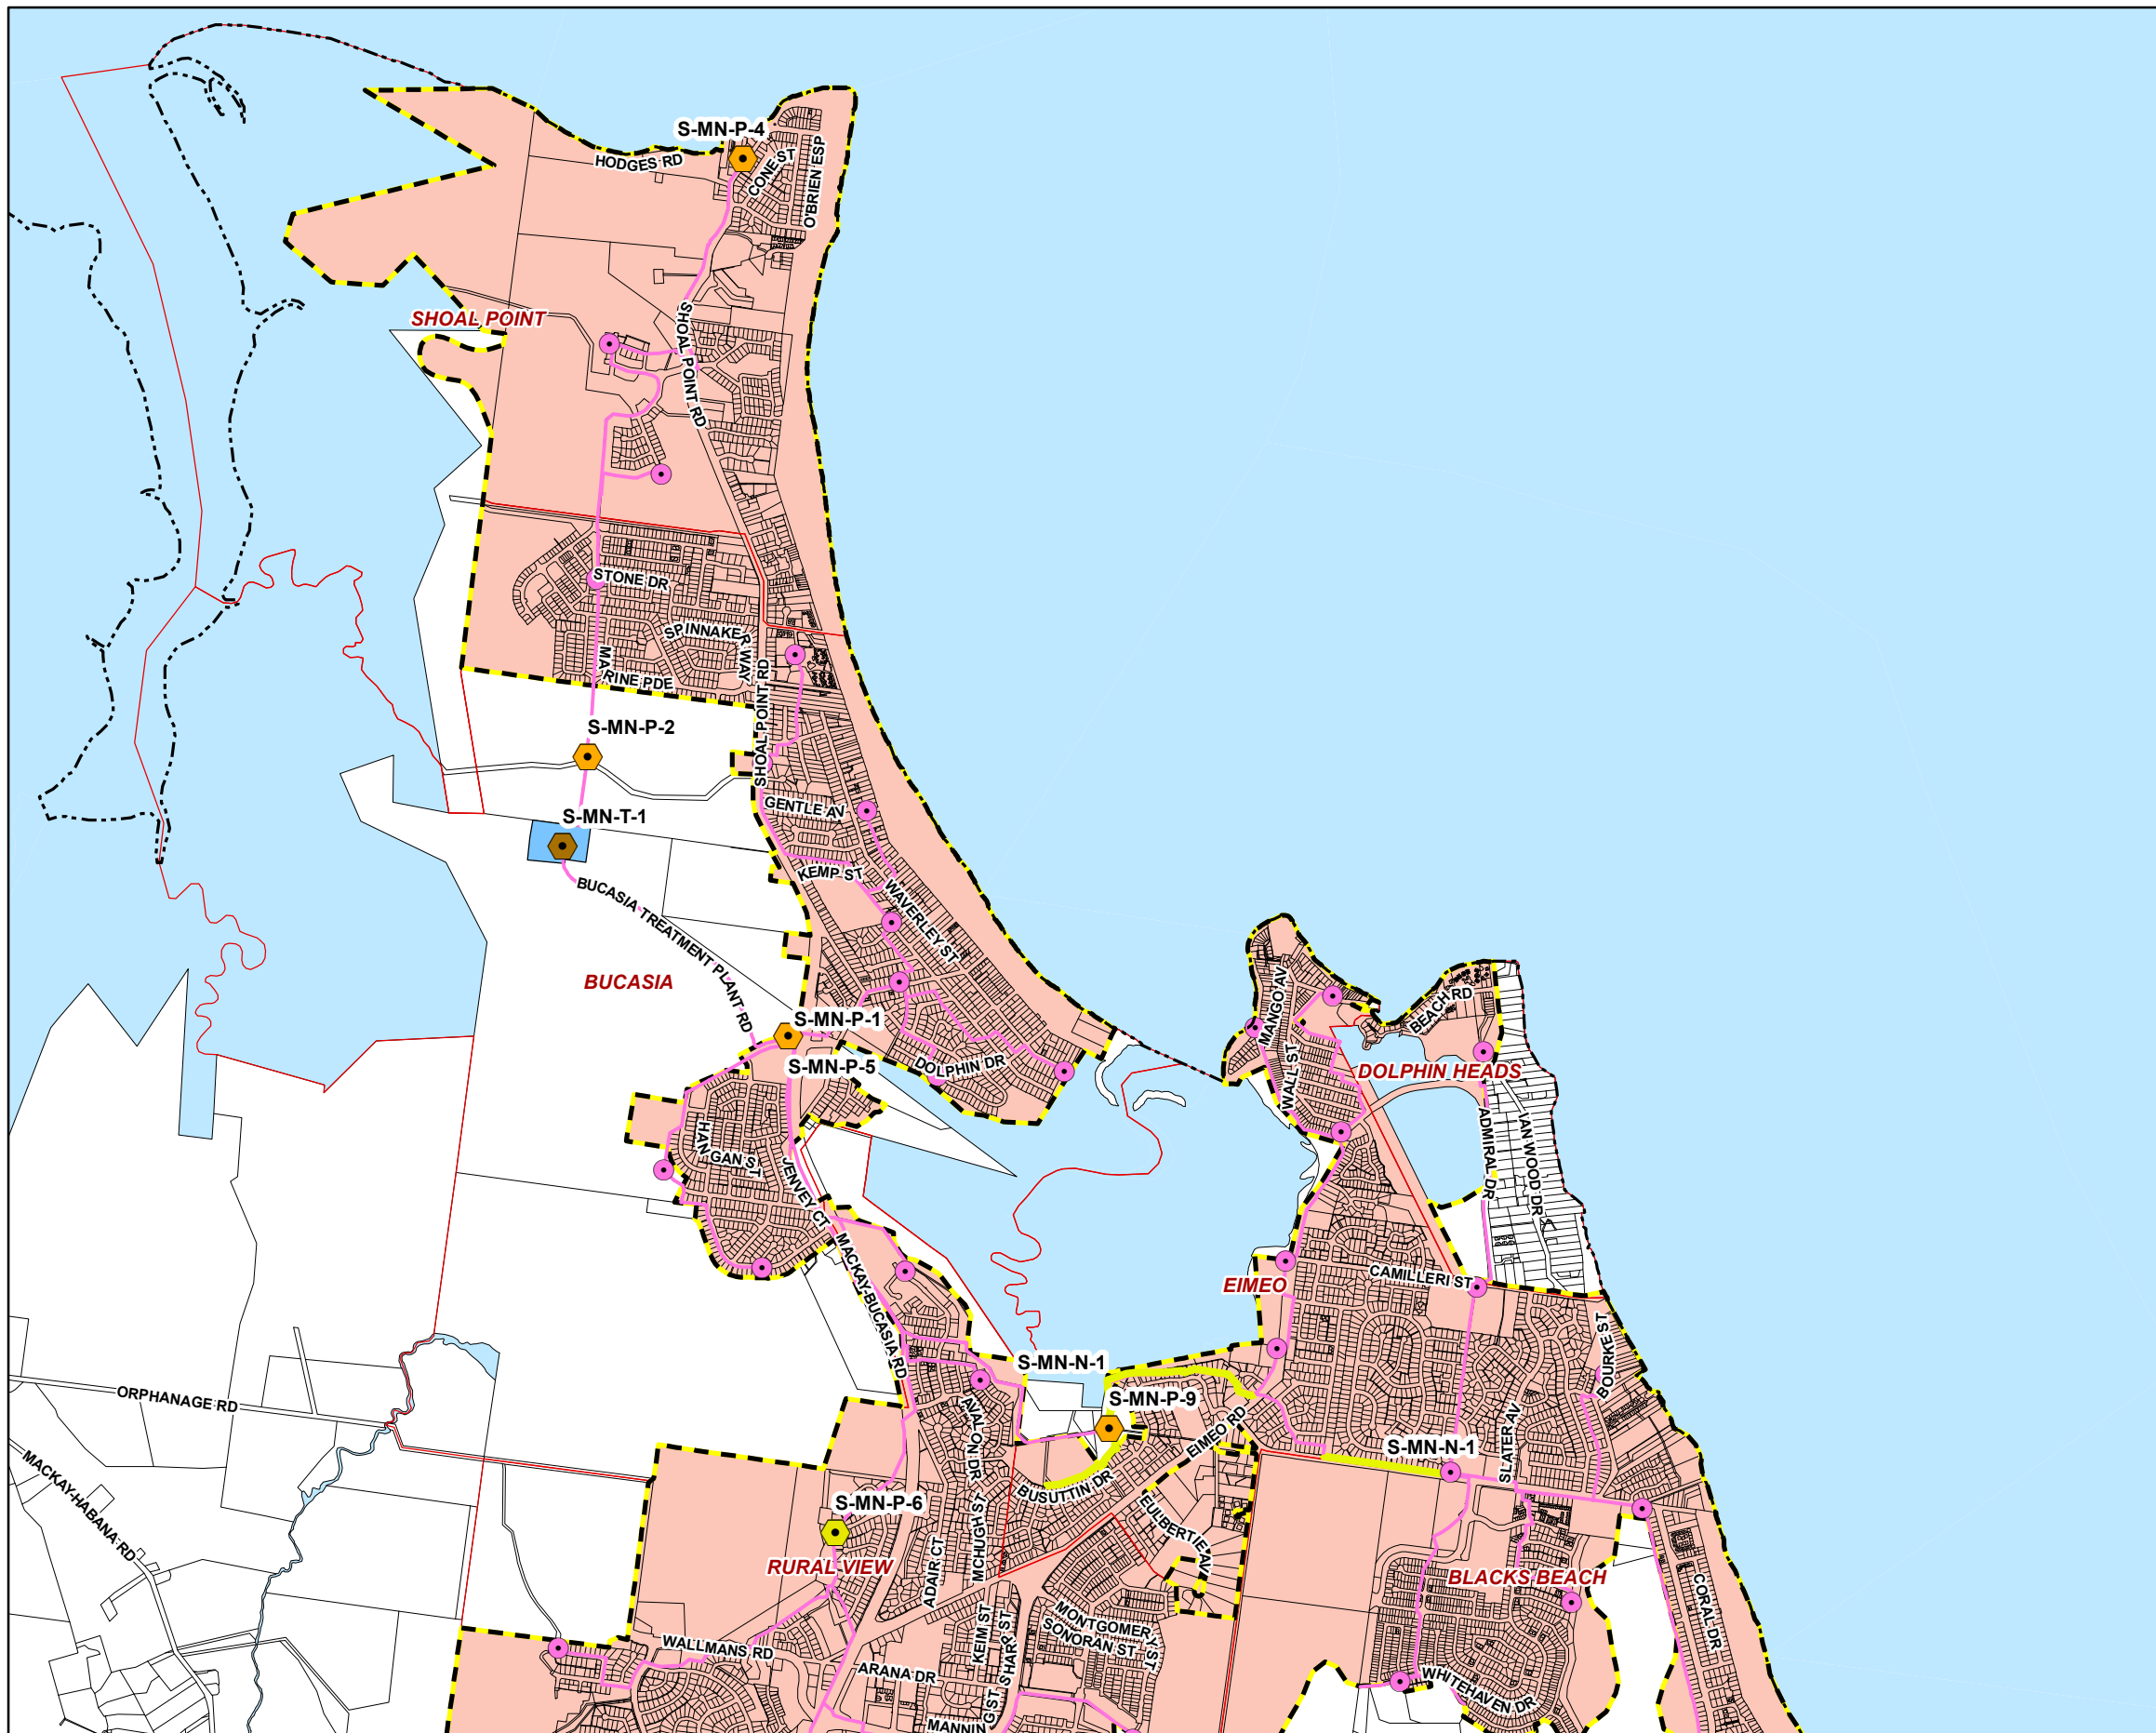 S-MN-P-4
HODGES RD
CONE ST
O'BRIEN ESP
SHOAL POINT
SHOAL POINT RD
STONE DR
SPINNAKER WAY
MARINE PDE
SHOAL POINT RD
S-MN-P-2
S-MN-T-1
GENTLE AV
KEMP ST
WAVERLEY ST
BUCASIA TREATMENT PLANT RD
BUCASIA
S-MN-P-1
S-MN-P-5
DOLPHIN DR
MANGO AV
WALL ST
BEACH RD
DOLPHIN HEADS
ADMIRAL DR
VAN WOOD DR
HANGAN ST
JENVEY CT
MACKAY-BUCASIA RD
EIMEO
CAMILLERI ST
BOURKE ST
S-MN-N-1
S-MN-P-9
ORPHANAGE RD
MACKAY-HABANA RD
AVALON DR
EIMEO RD
S-MN-N-1
SLATER AV
BUSUTTIN DR
S-MN-P-6
MCHUGH ST
EULBERTIE AV
RURAL VIEW
ADAIR CT
BLACKS BEACH
CORAL DR
MONTGOMERY ST
SONORAN ST
KEIM ST
SHARP ST
WALLMANS RD
ARANA DR
WHITEHAVEN DR
MANNING ST